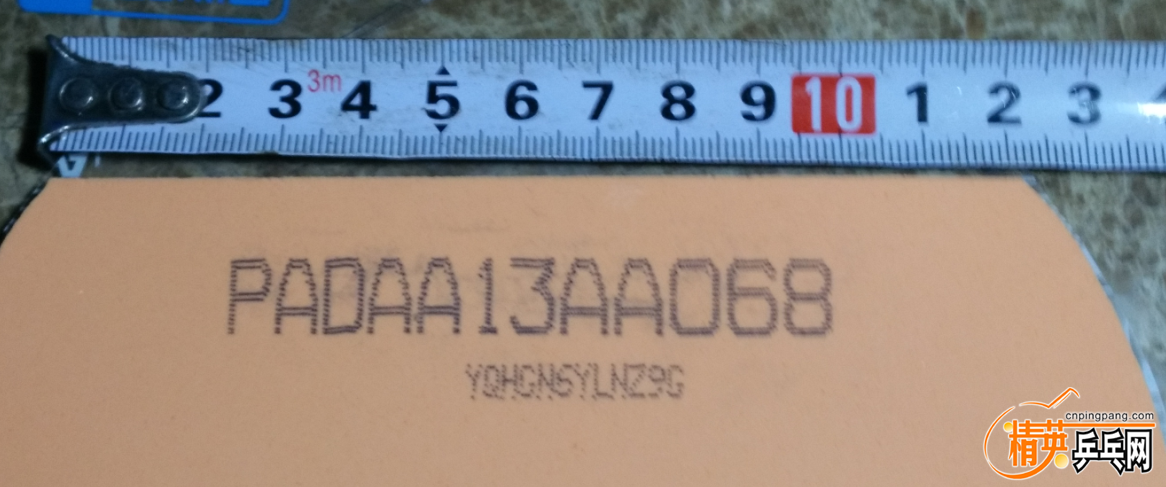 2 3 3m 4 5 6 7 8 9 10 1 2 3
PADAA13AA068
YQHGN6YLNZ9G
cnpingpang.com
精英乒乓网